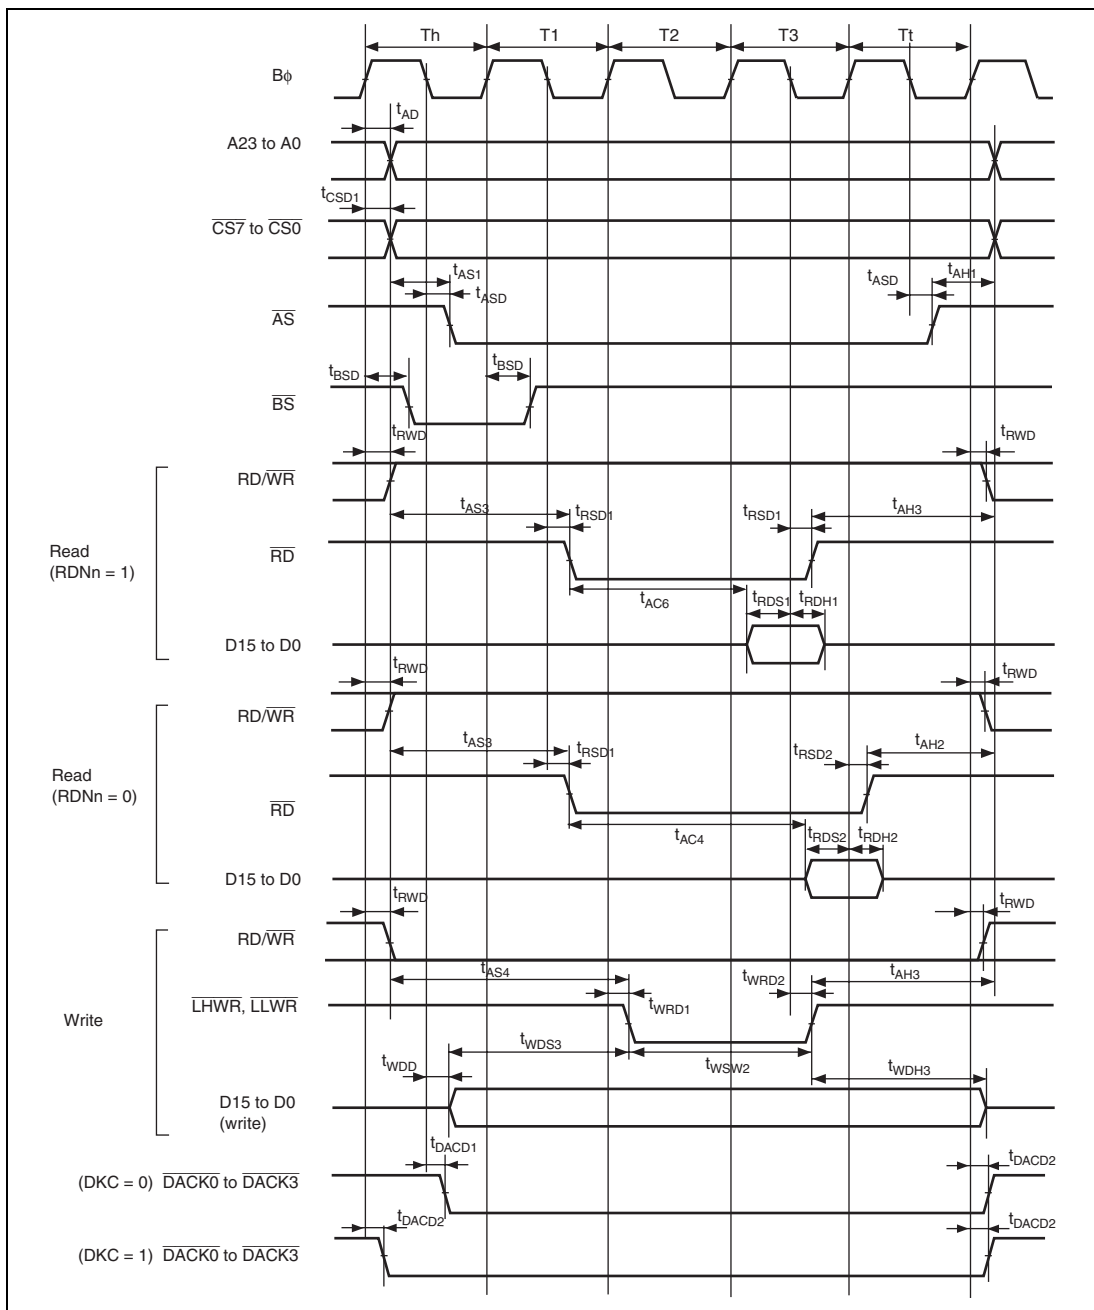 Th T1 T2 T3 Tt
Bφ
tAD
A23 to A0
tCSD1
CS7 to CS0
tAS1 tASD tASD tAH1
AS
tBSD tBSD
BS
tRWD tRWD
RD/WR
tAS3 tRSD1 tRSD1 tAH3
Read
(RDNn = 1)
RD
tAC6 tRDS1 tRDH1
D15 to D0
tRWD tRWD
RD/WR
tAS3 tRSD1 tRSD2 tAH2
Read
(RDNn = 0)
RD
tAC4 tRDS2 tRDH2
D15 to D0
tRWD tRWD
RD/WR
tAS4 tWRD1 tWRD2 tAH3
LHWR, LLWR
Write
tWDD tWDS3 tWSW2 tWDH3
D15 to D0
(write)
tDACD1 tDACD2
(DKC = 0) DACK0 to DACK3
tDACD2 tDACD2
(DKC = 1) DACK0 to DACK3